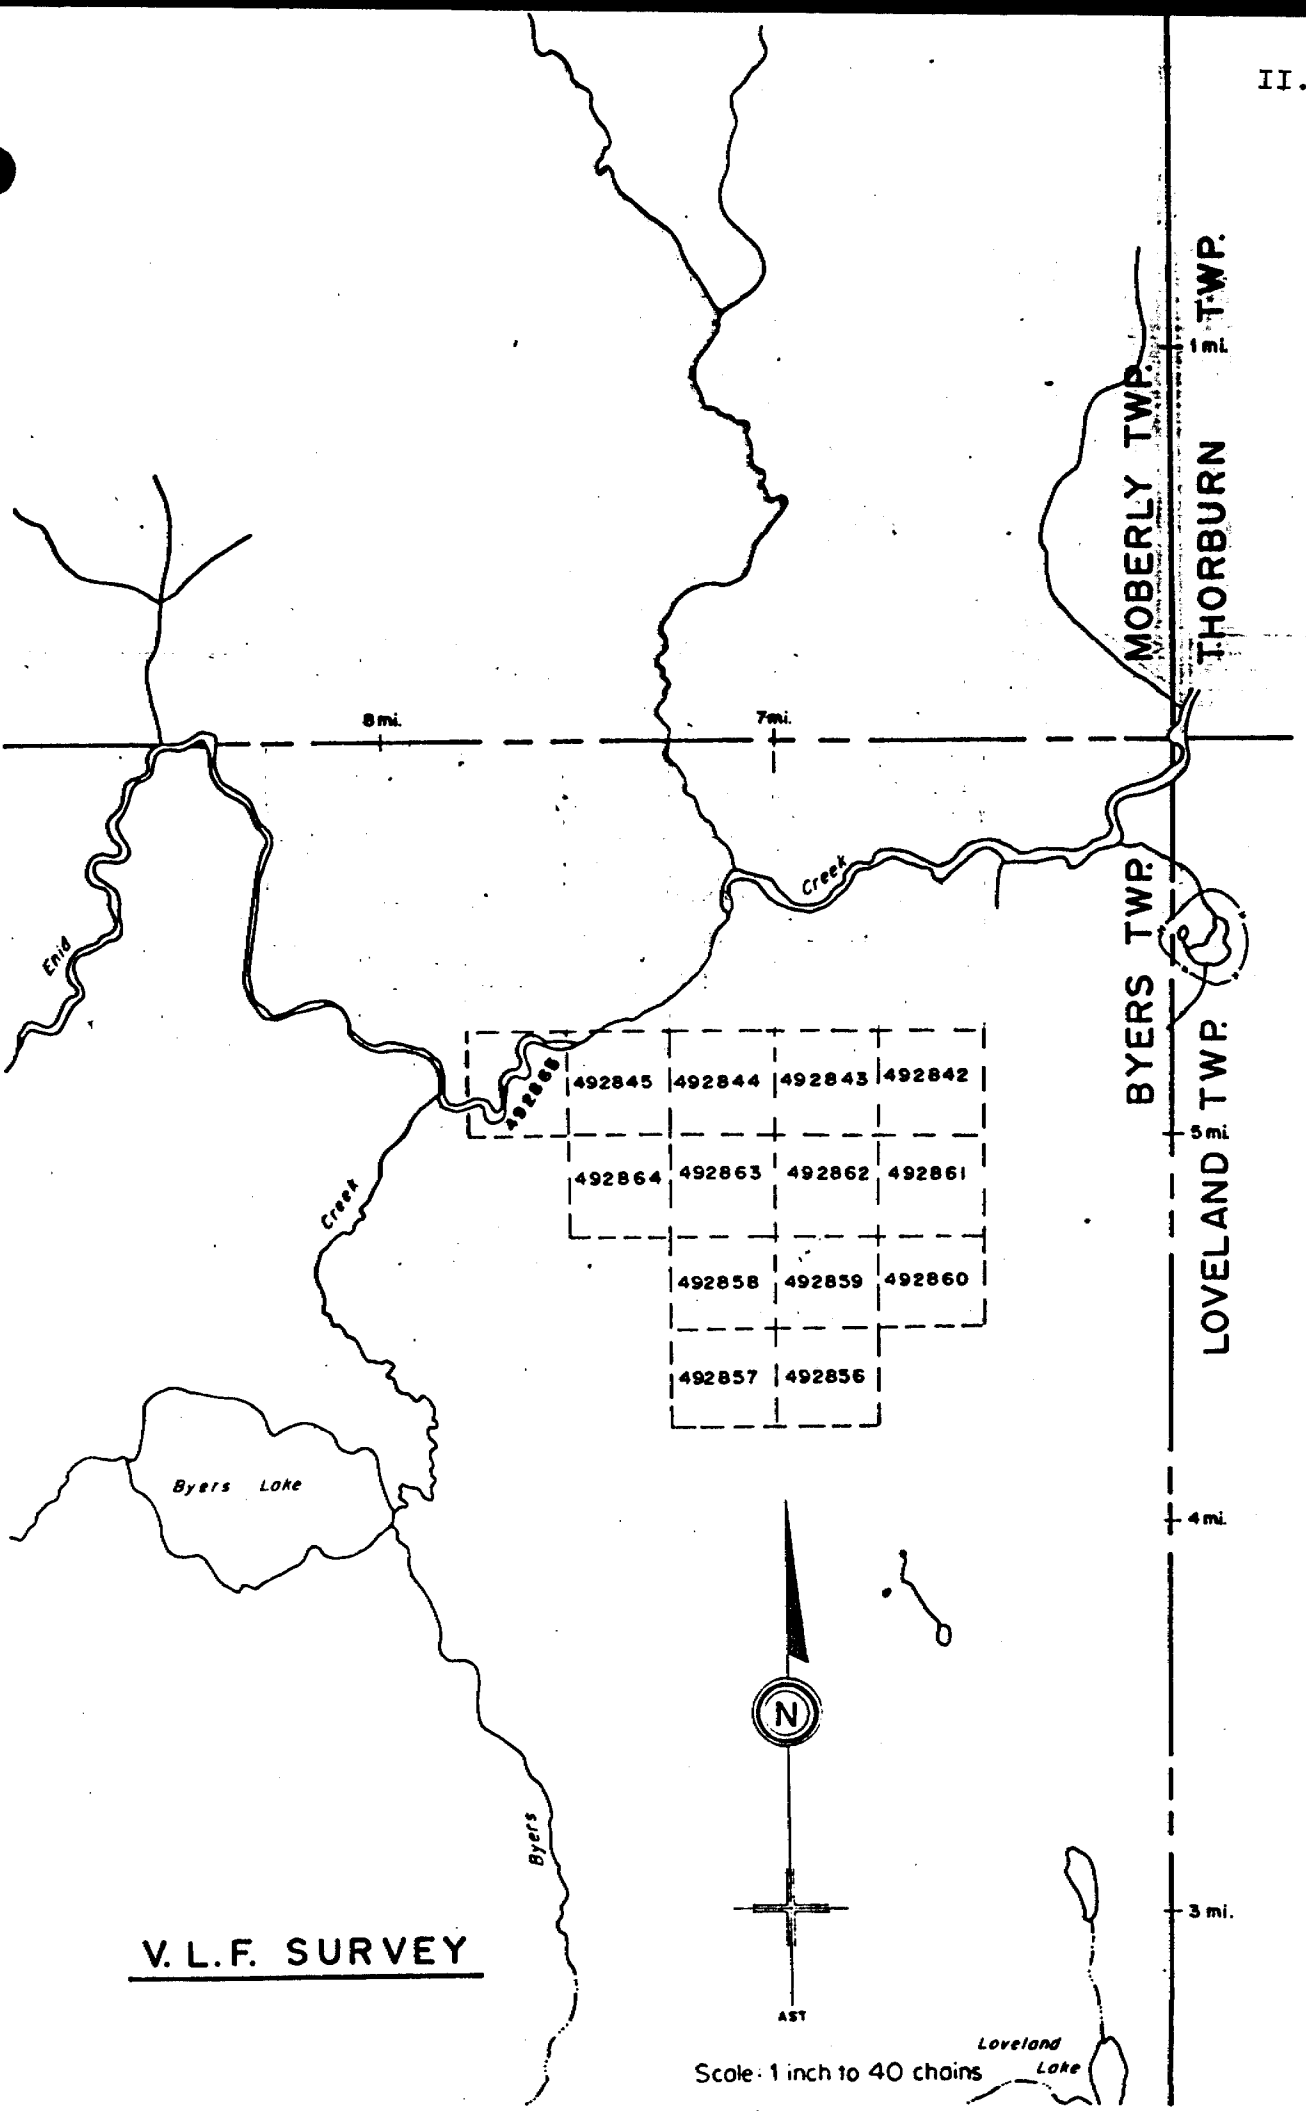 II.
MOBERLY TWP.
THORBURN TWP.
1 mi.
8 mi.
7 mi.
Creek
Enid
BYERS TWP.
LOVELAND TWP.
492865
492845
492844
492843
492842
5 mi.
492864
492863
492862
492861
Creek
492858
492859
492860
492857
492856
Byers Lake
4 mi.
N
Byers
3 mi.
V. L. F. SURVEY
AST
Loveland
Lake
Scale: 1 inch to 40 chains